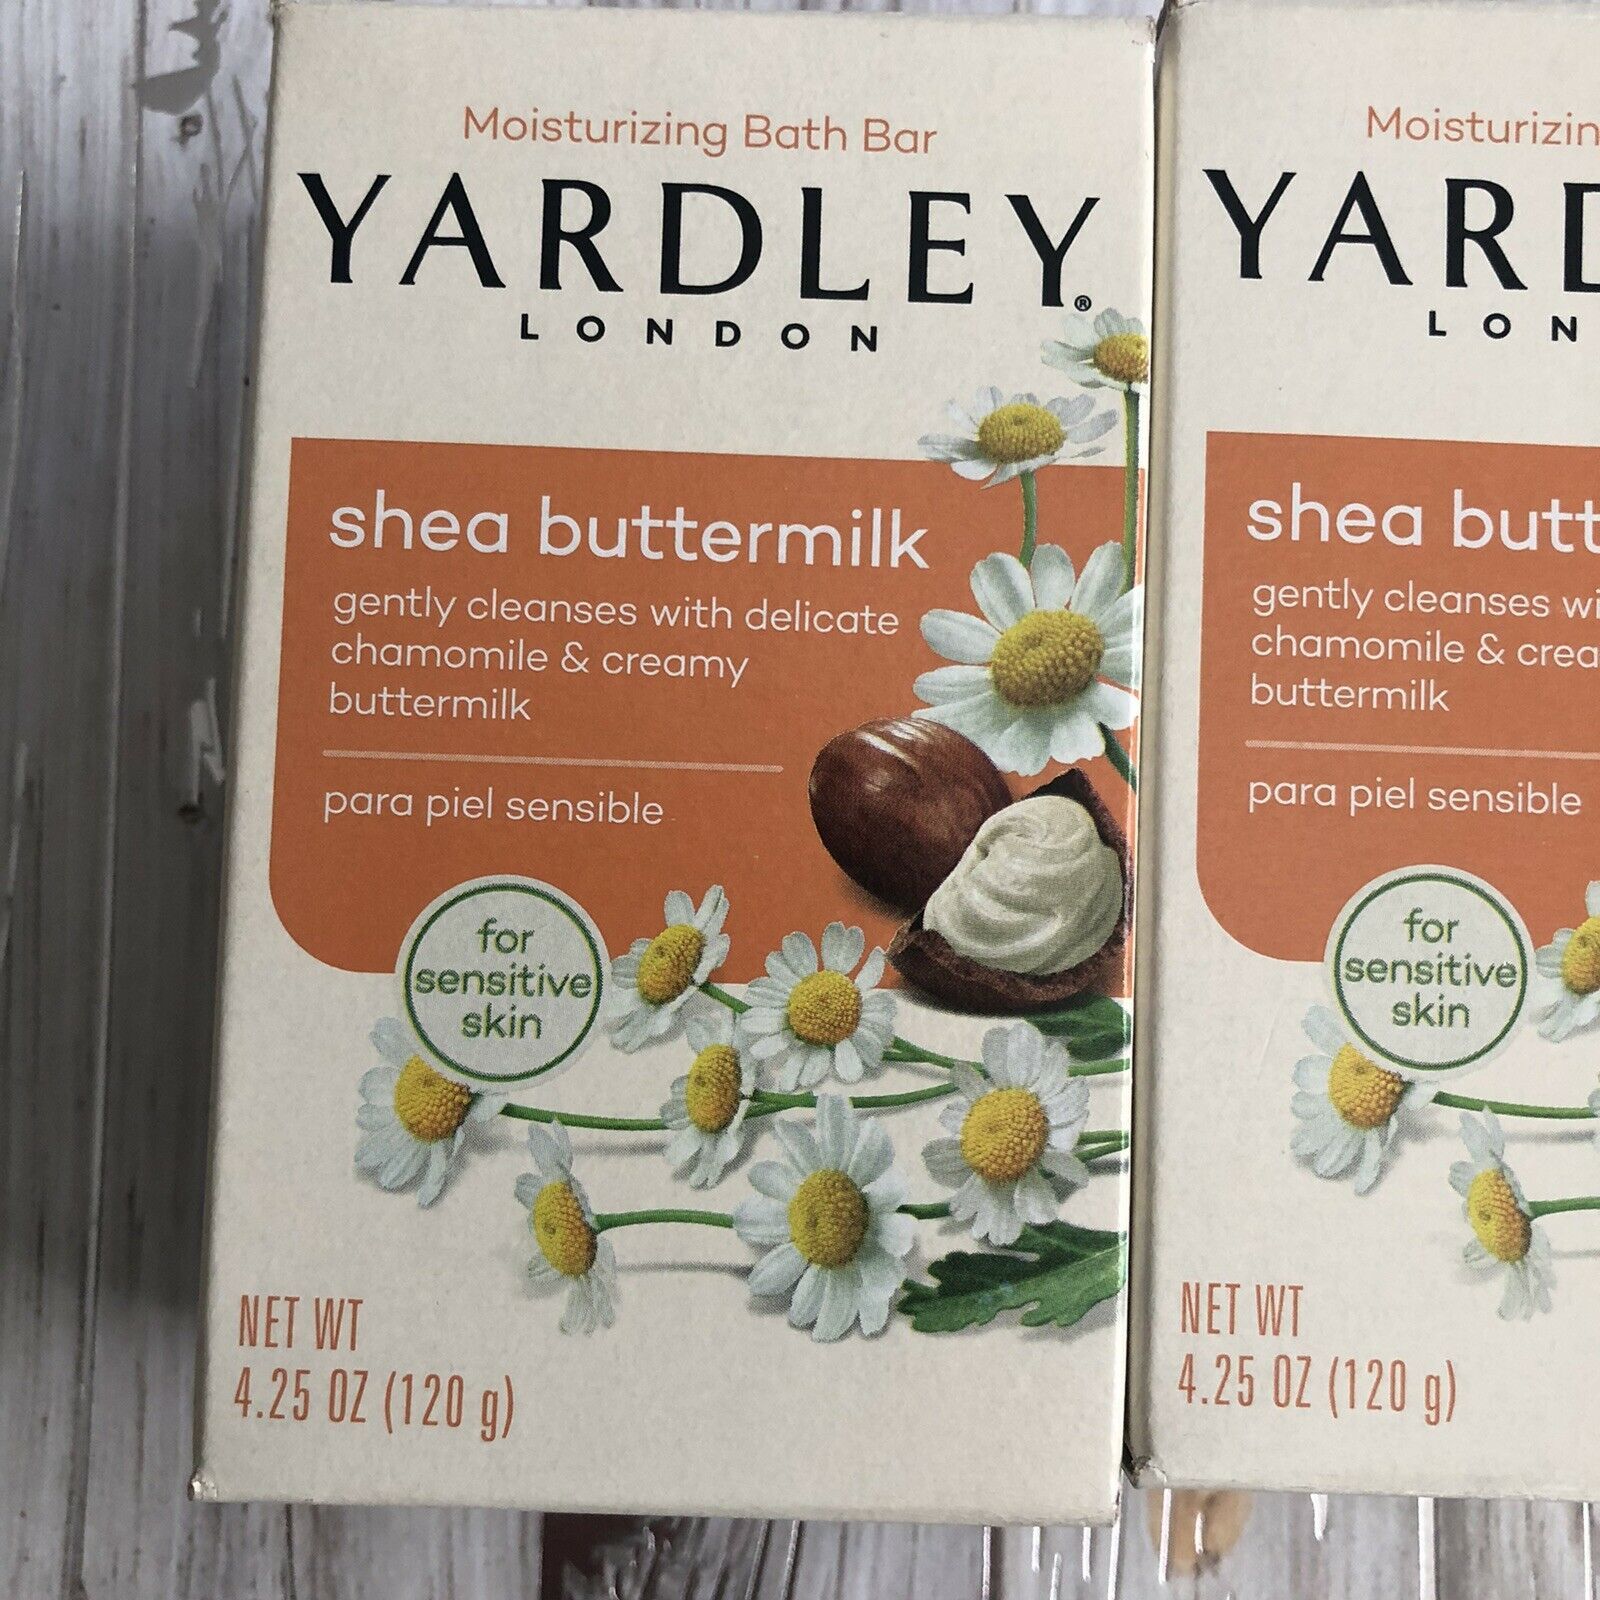 Moisturizing Bath Bar
YARDLEY®
LONDON
shea buttermilk
gently cleanses with delicate
chamomile & creamy
buttermilk
para piel sensible
for
sensitive
skin
NET WT
4.25 OZ (120 g)
Moisturizin
YARD
LON
shea butt
gently cleanses wi
chamomile & crea
buttermilk
para piel sensible
for
sensitive
skin
NET WT
4.25 OZ (120 g)